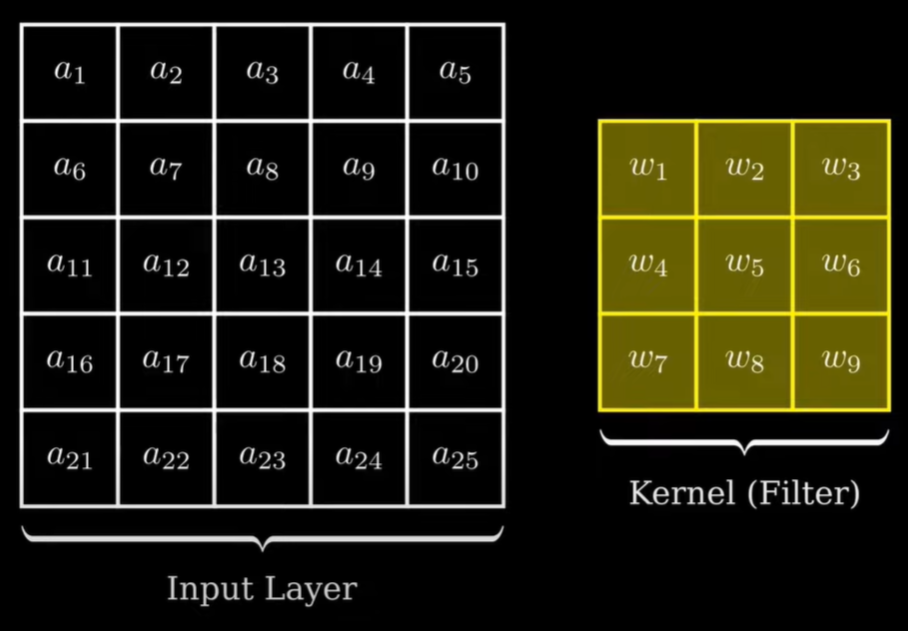 a₁ a₂ a₃ a₄ a₅
a₆ a₇ a₈ a₉ a₁₀
a₁₁ a₁₂ a₁₃ a₁₄ a₁₅
a₁₆ a₁₇ a₁₈ a₁₉ a₂₀
a₂₁ a₂₂ a₂₃ a₂₄ a₂₅
Input Layer
w₁ w₂ w₃
w₄ w₅ w₆
w₇ w₈ w₉
Kernel (Filter)